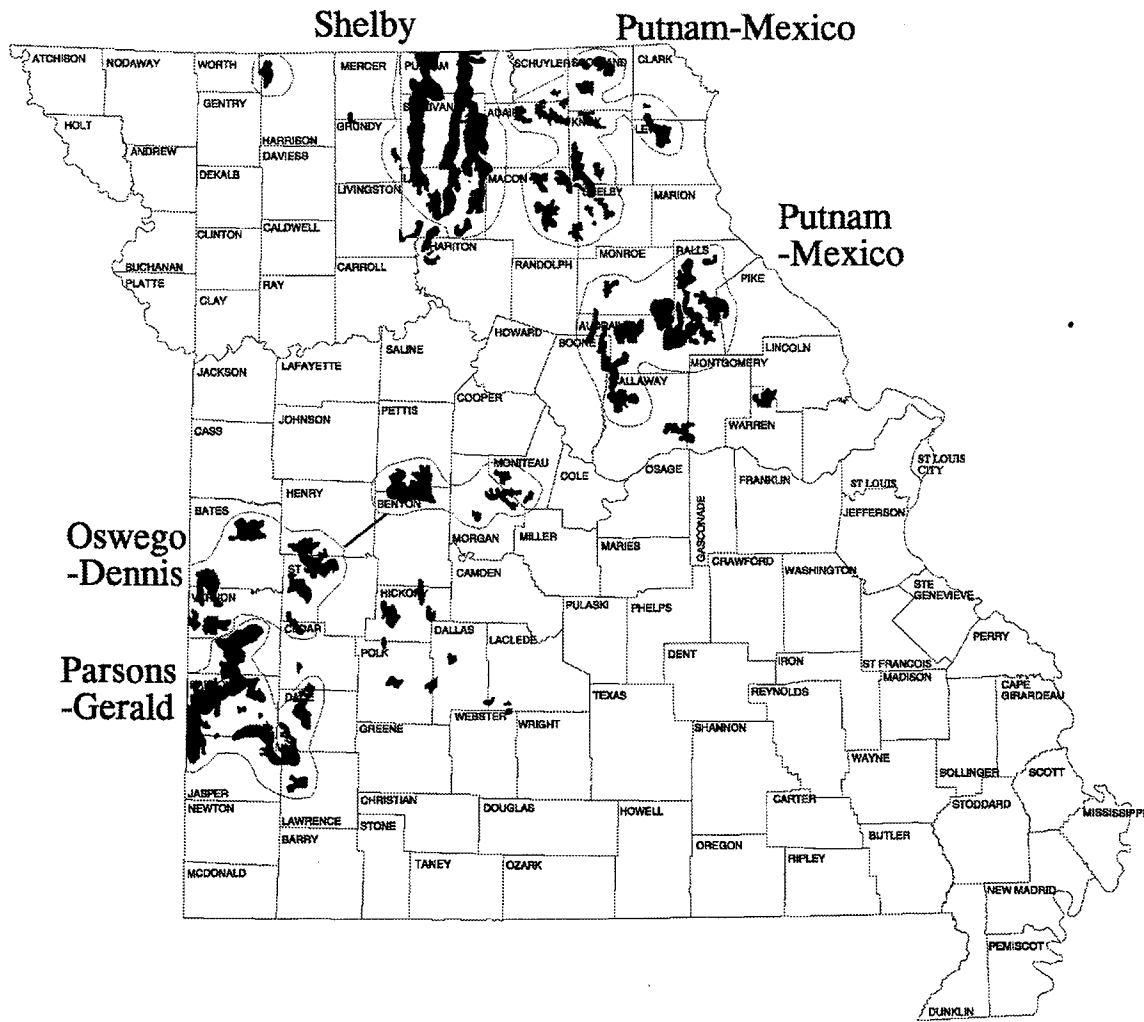 Shelby
Putnam-Mexico
ATCHISON
NODAWAY
WORTH
MERCER
SCHUYLER
CLARK
GENTRY
HOLT
ANDREW
HARRISON
DAVIESS
GRUNDY
ADAIR
DEKALB
LIVINGSTON
MACON
SHELBY
MARION
CLINTON
CALDWELL
BUCHANAN
PLATTE
CARROLL
RANDOLPH
MONROE
RALLS
PIKE
Putnam
-Mexico
CLAY
RAY
HOWARD
BOONE
SALINE
LINCOLN
MONTGOMERY
JACKSON
LAFAYETTE
COOPER
JOHNSON
PETTIS
WARREN
CASS
MONITEAU
COLE
OSAGE
ST LOUIS
CITY
HENRY
FRANKLIN
ST LOUIS
BENTON
GASCONADE
JEFFERSON
BATES
MORGAN
MILLER
MARIES
Oswego
-Dennis
CAMDEN
CRAWFORD
WASHINGTON
HICKORY
STE
GENEVIEVE
PULASKI
PHELPS
CEDAR
DALLAS
LACLEDE
PERRY
Parsons
-Gerald
POLK
DENT
IRON
ST FRANCOIS
MADISON
CAPE
GIRARDEAU
TEXAS
REYNOLDS
WEBSTER
WRIGHT
GREENE
SHANNON
WAYNE
BOLLINGER
SCOTT
JASPER
NEWTON
CHRISTIAN
DOUGLAS
HOWELL
CARTER
STODDARD
MISSISSIPPI
LAWRENCE
BARRY
STONE
BUTLER
OREGON
RIPLEY
MCDONALD
TANEY
OZARK
NEW MADRID
PEMISCOT
DUNKLIN